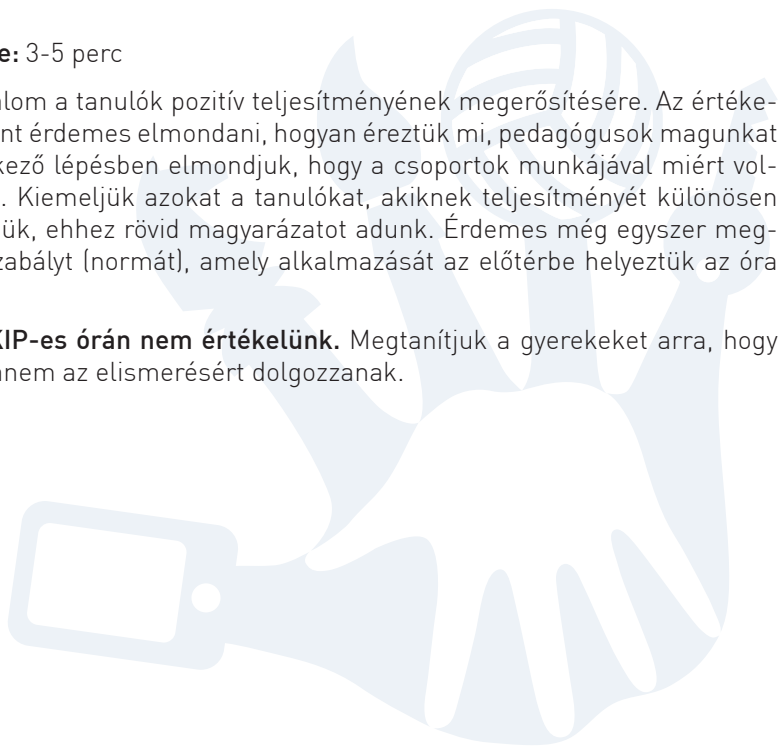 e: 3-5 perc
alom a tanulók pozitív teljesítményének megerősítésére. Az értéke-
nt érdemes elmondani, hogyan éreztük mi, pedagógusok magunkat
kező lépésben elmondjuk, hogy a csoportok munkájával miért vol-
. Kiemeljük azokat a tanulókat, akiknek teljesítményét különösen
jük, ehhez rövid magyarázatot adunk. Érdemes még egyszer meg-
zabályt (normát), amely alkalmazását az előtérbe helyeztük az óra
KIP-es órán nem értékelünk. Megtanítjuk a gyerekeket arra, hogy
anem az elismerésért dolgozzanak.